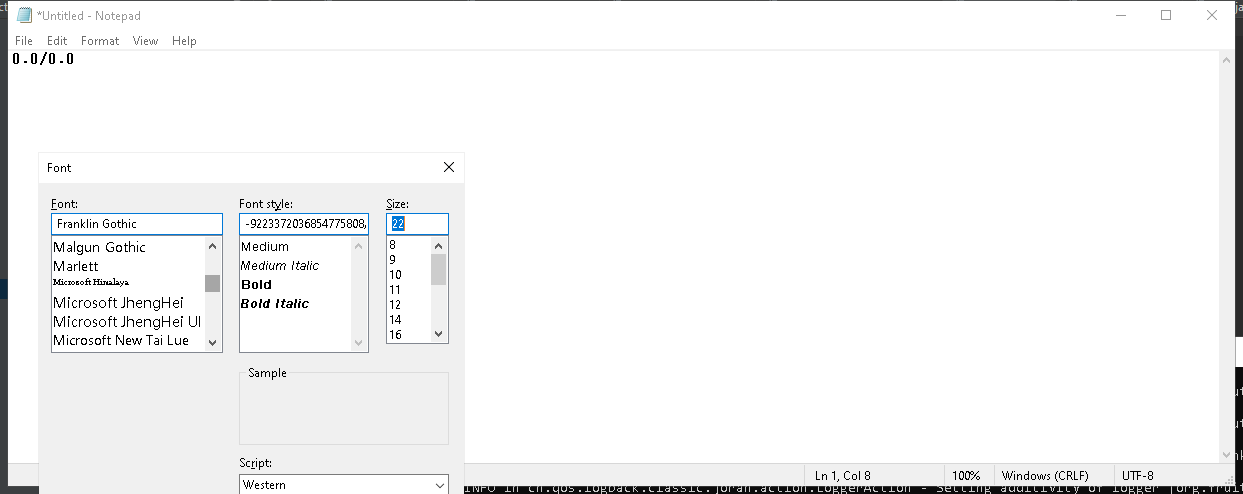 *Untitled - Notepad
File Edit Format View Help
0.0/0.0
Font
Font: Font style: Size:
Franklin Gothic -9223372036854775808, 22
Malgun Gothic Medium 8
Marlett Medium Italic 9
Microsoft Himalaya Bold 10
Microsoft JhengHei Bold Italic 11
Microsoft JhengHei UI 12
Microsoft New Tai Lue 14
16
Sample
Script:
Western
Ln 1, Col 8 100% Windows (CRLF) UTF-8
INFO in ch.qos.logback.classic.joran.action.LoggerAction - Setting additivity of logger [org.fruit